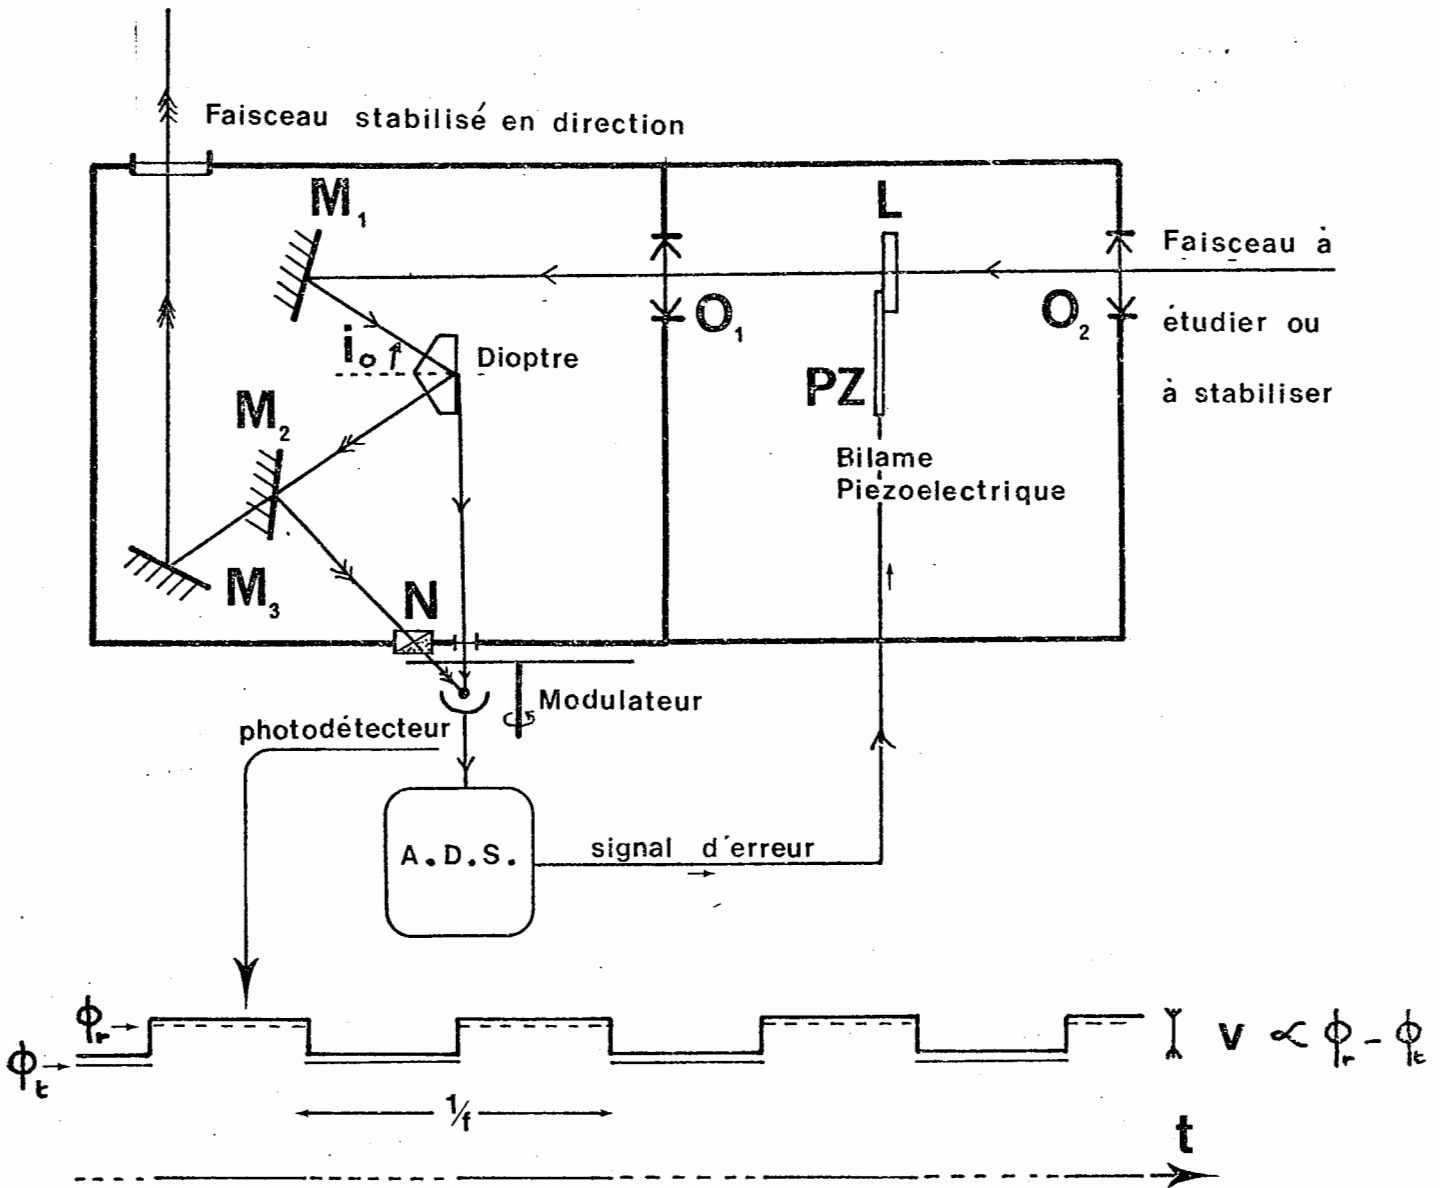 Faisceau stabilisé en direction
M1
L
Faisceau à
O1
O2
étudier ou
i0
Dioptre
PZ
à stabiliser
M2
Bilame
Piezoelectrique
M3
N
Modulateur
photodétecteur
A.D.S.
signal d'erreur
ϕr
ϕt
V ∝ ϕr - ϕt
1/f
t